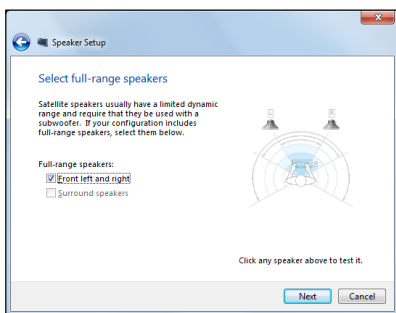 Speaker Setup
Select full-range speakers
Satellite speakers usually have a limited dynamic
range and require that they be used with a
subwoofer. If your configuration includes
full-range speakers, select them below.
Full-range speakers:
Front left and right
Surround speakers
L R
Click any speaker above to test it.
Next Cancel